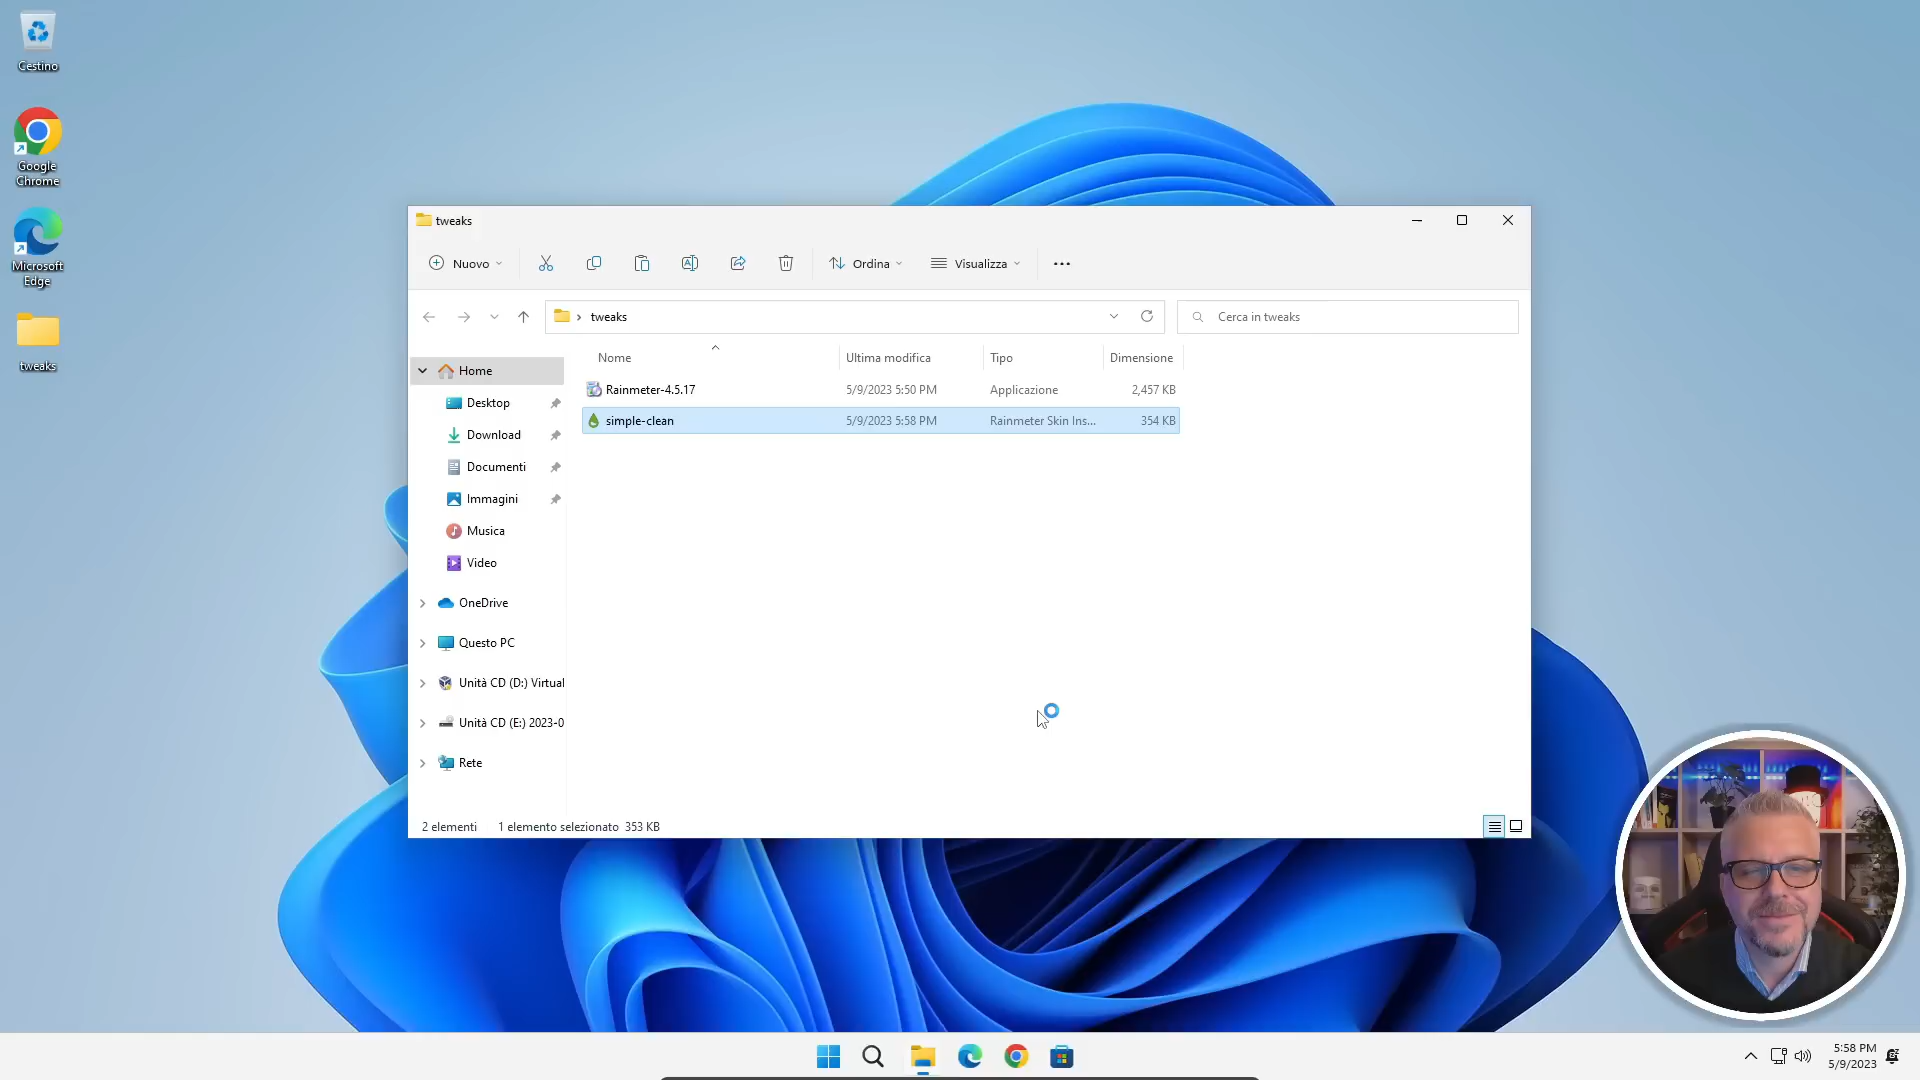 Cestino
Google
Chrome
Microsoft
Edge
tweaks
tweaks
Nuovo
Ordina
Visualizza
tweaks
Cerca in tweaks
Nome
Ultima modifica
Tipo
Dimensione
Rainmeter-4.5.17
5/9/2023 5:50 PM
Applicazione
2,457 KB
simple-clean
5/9/2023 5:58 PM
Rainmeter Skin Ins...
354 KB
Home
Desktop
Download
Documenti
Immagini
Musica
Video
OneDrive
Questo PC
Unità CD (D:) Virtual
Unità CD (E:) 2023-0
Rete
2 elementi
1 elemento selezionato 353 KB
5:58 PM
5/9/2023